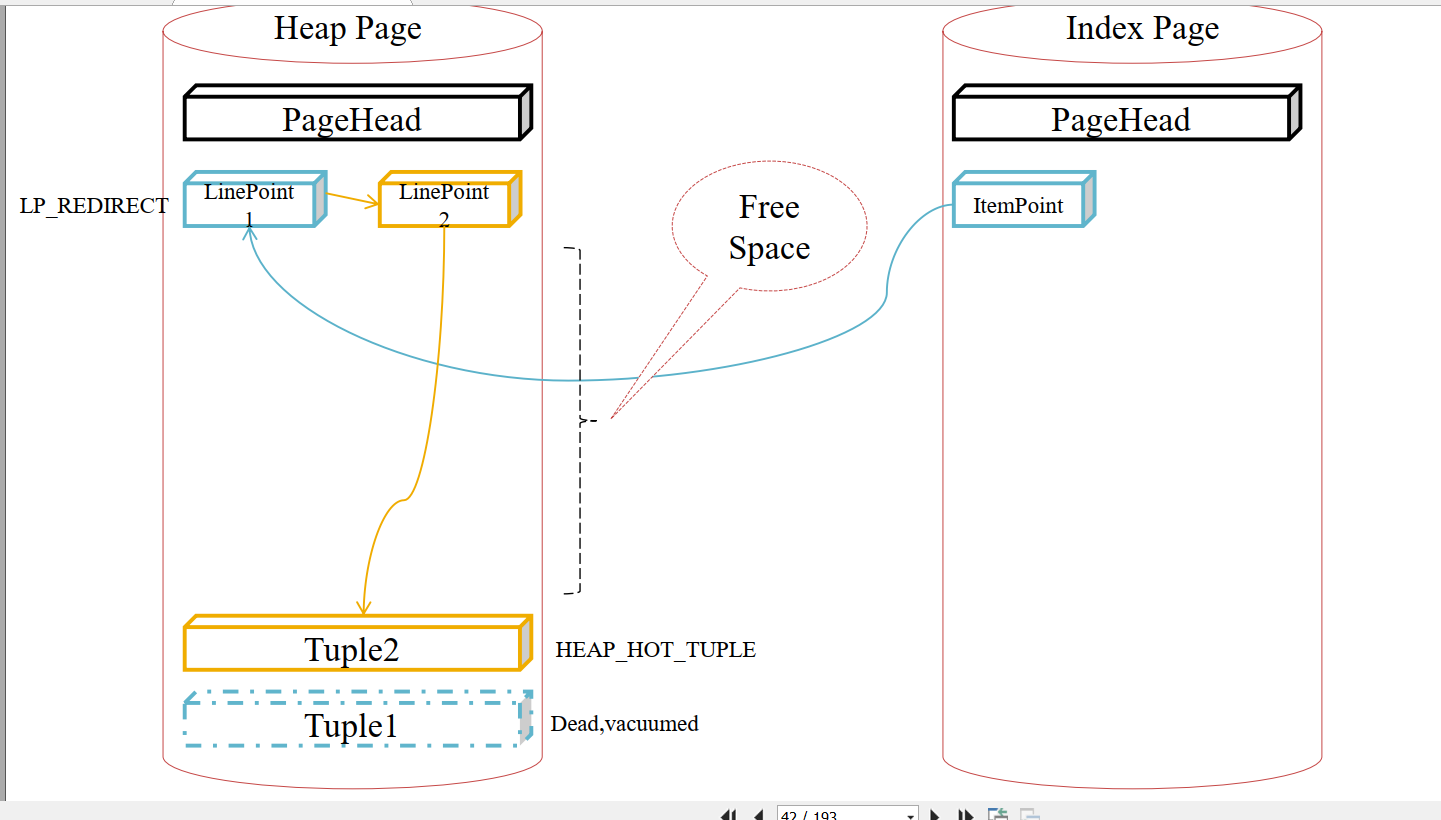 Heap Page
Index Page
PageHead
PageHead
LP_REDIRECT
LinePoint
1
LinePoint
2
Free
Space
ItemPoint
Tuple2
HEAP_HOT_TUPLE
Tuple1
Dead,vacuumed
42 / 193